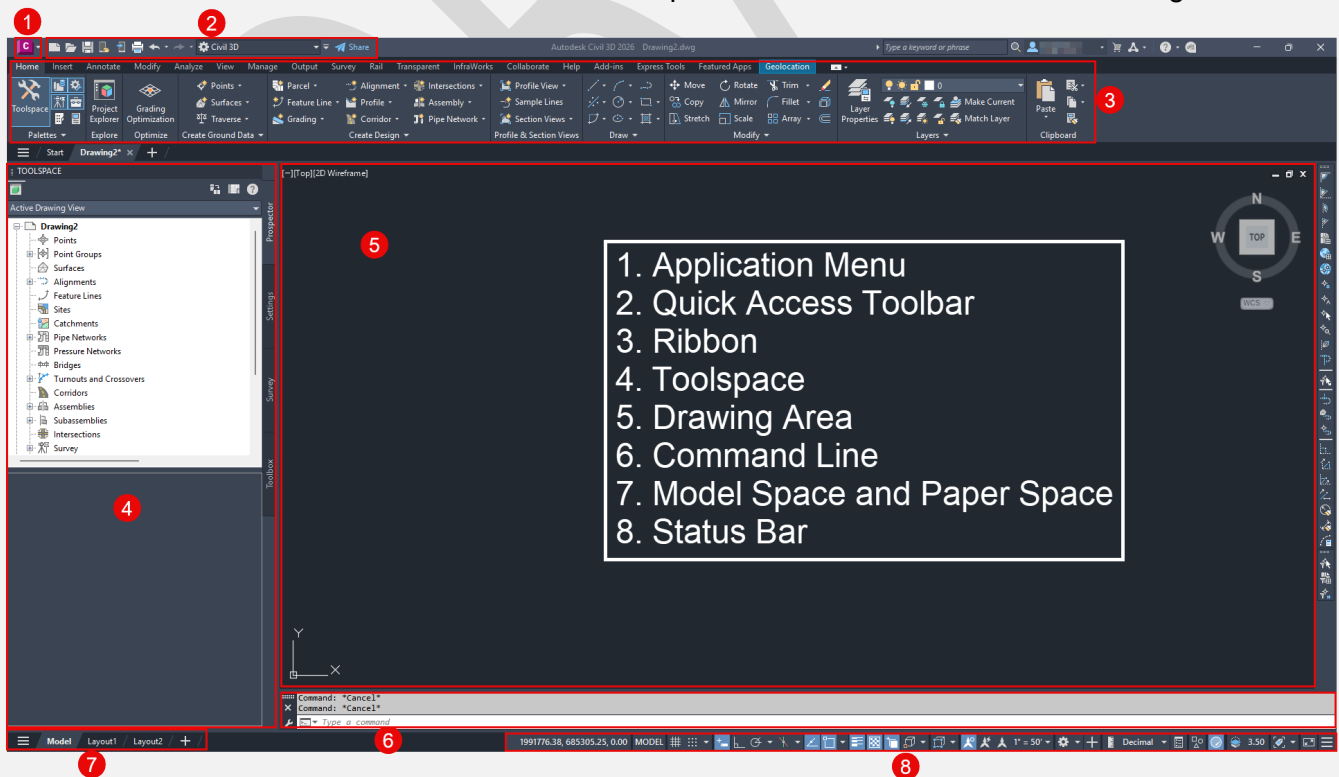 1
2
C
Civil 3D
Share
Autodesk Civil 3D 2026 Drawing2.dwg
Type a keyword or phrase
Home Insert Annotate Modify Analyze View Manage Output Survey Rail Transparent InfraWorks Collaborate Help Add-ins Express Tools Featured Apps Geolocation
Points Parcel Alignment Intersections Profile View Move Rotate Trim 0
Toolspace Project Explorer Grading Optimization Surfaces Feature Line Profile Assembly Sample Lines Copy Mirror Fillet Layer Properties Make Current Paste
3
Traverse Grading Corridor Pipe Network Section Views Stretch Scale Array Match Layer
Palettes Explore Optimize Create Ground Data Create Design Profile & Section Views Draw Modify Layers Clipboard
Start Drawing2* +
TOOLSPACE
Active Drawing View
Drawing2
Points
Point Groups
Surfaces
Alignments
Feature Lines
Sites
Catchments
Pipe Networks
Pressure Networks
Bridges
Turnouts and Crossovers
Corridors
Assemblies
Subassemblies
Intersections
Survey
Prospector
Settings
Survey
Toolbox
4
[-][Top][2D Wireframe]
5
N
W TOP E
S
WCS
1. Application Menu
2. Quick Access Toolbar
3. Ribbon
4. Toolspace
5. Drawing Area
6. Command Line
7. Model Space and Paper Space
8. Status Bar
Y
X
Command: *Cancel*
Command: *Cancel*
Type a command
Model Layout1 Layout2 +
6
1991776.38, 685305.25, 0.00 MODEL 1" = 50' Decimal 3.50
7
8